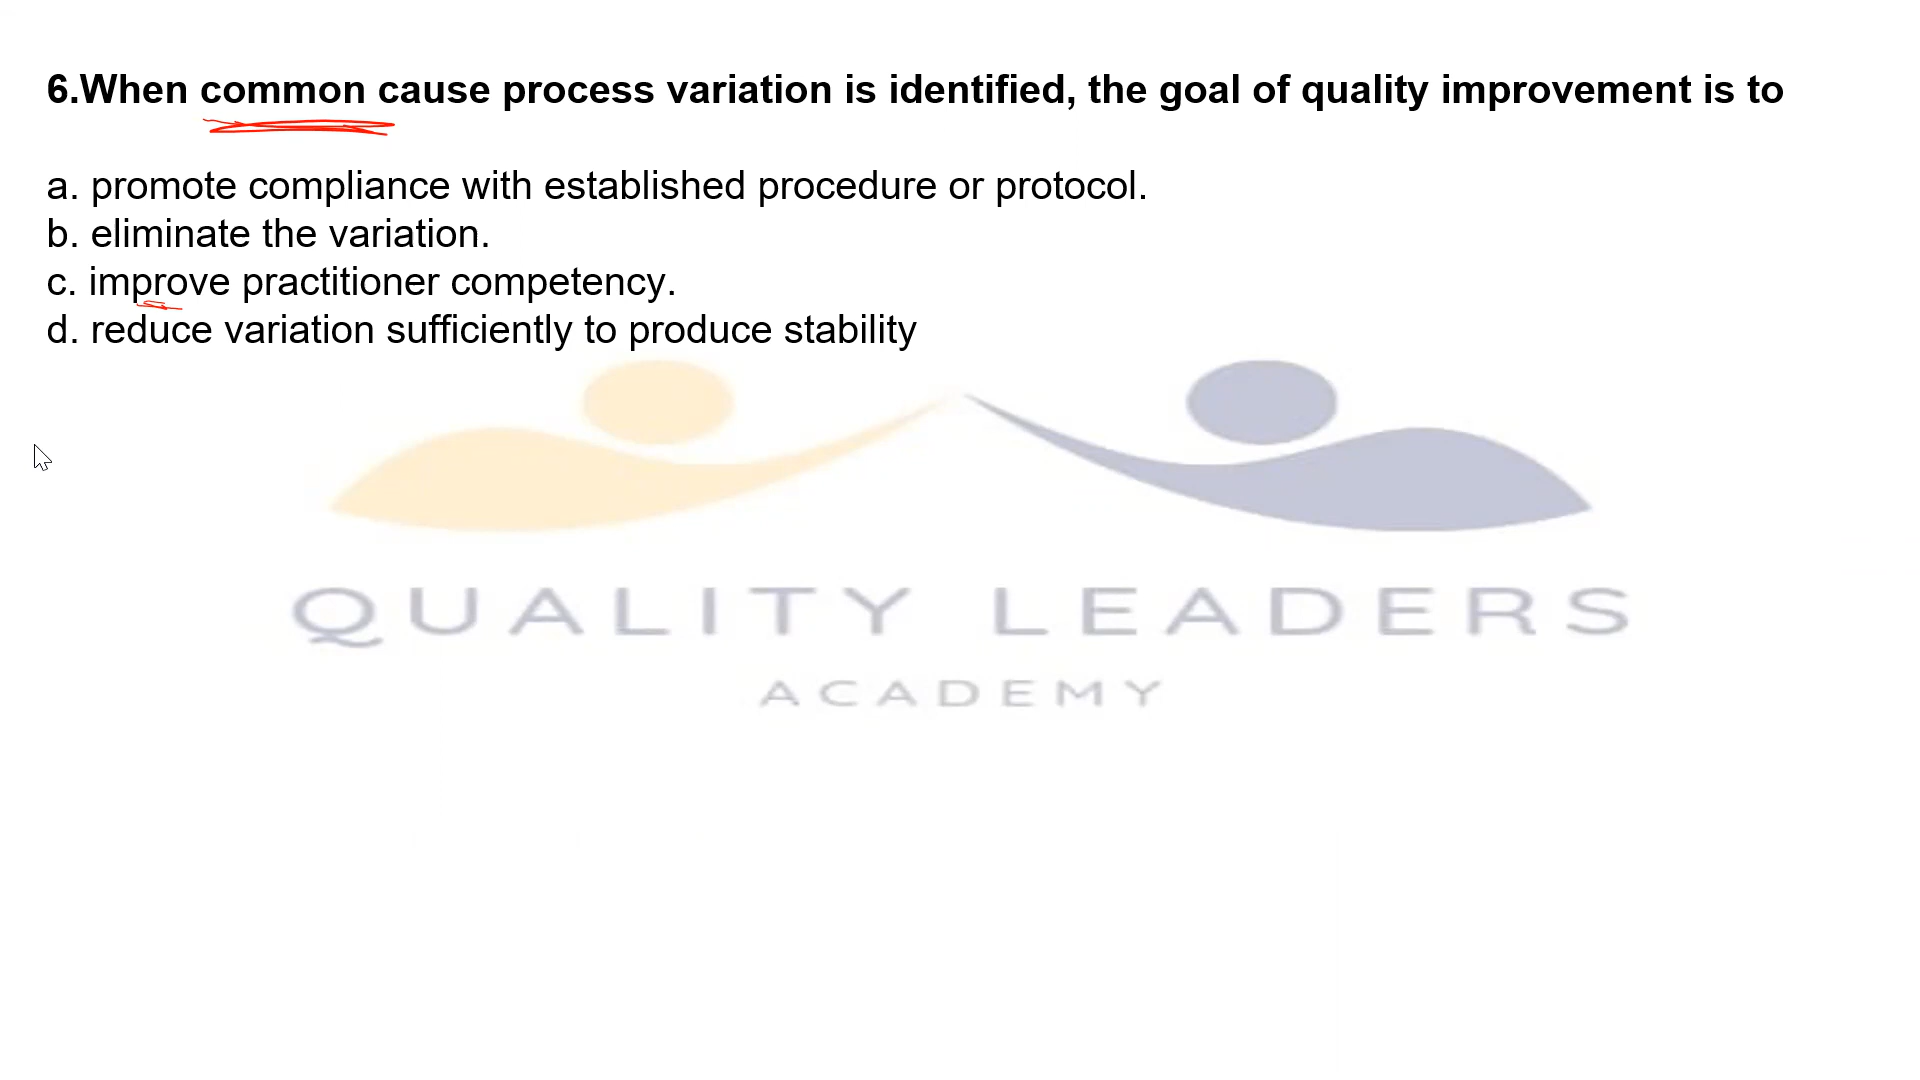 6.When common cause process variation is identified, the goal of quality improvement is to
a. promote compliance with established procedure or protocol.
b. eliminate the variation.
c. improve practitioner competency.
d. reduce variation sufficiently to produce stability
QUALITY LEADERS
ACADEMY